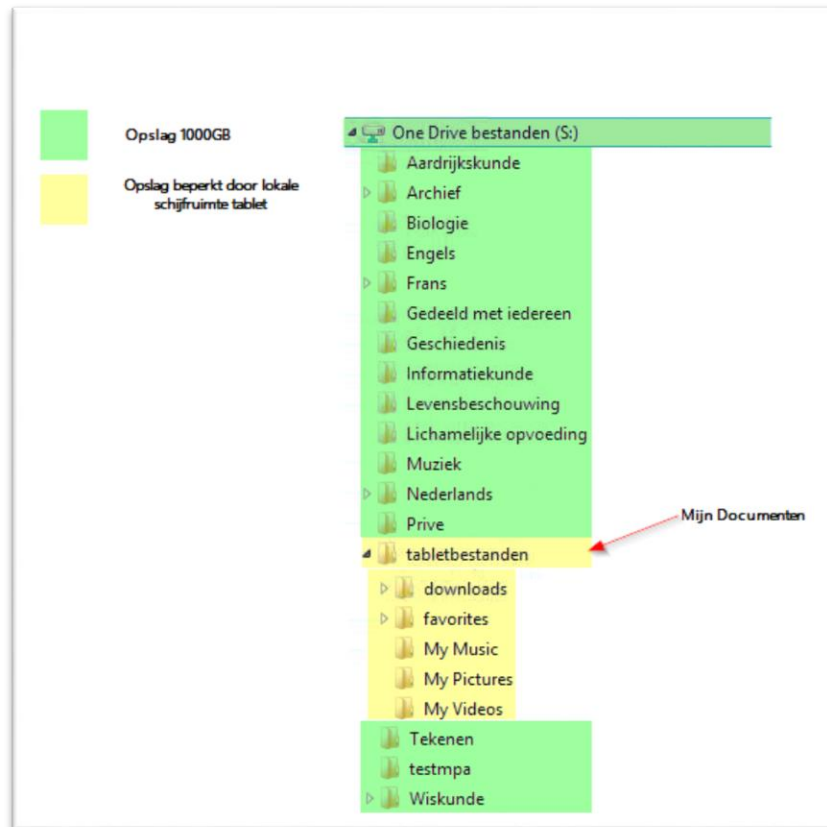 Opslag 1000GB
Opslag beperkt door lokale
schijfruimte tablet
One Drive bestanden (S:)
Aardrijkskunde
Archief
Biologie
Engels
Frans
Gedeeld met iedereen
Geschiedenis
Informatiekunde
Levensbeschouwing
Lichamelijke opvoeding
Muziek
Nederlands
Prive
tabletbestanden
Mijn Documenten
downloads
favorites
My Music
My Pictures
My Videos
Tekenen
testmpa
Wiskunde